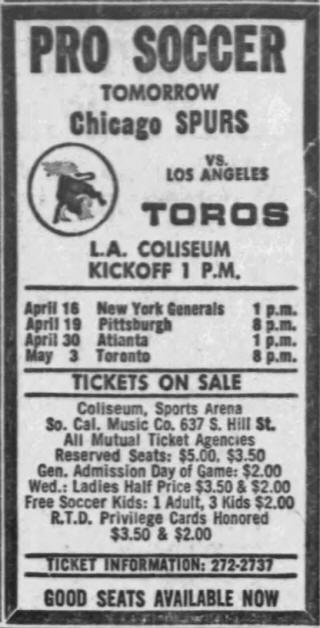 PRO SOCCER
TOMORROW
Chicago SPURS
VS.
LOS ANGELES
TOROS
L.A. COLISEUM
KICKOFF 1 P.M.
April 16 New York Generals 1 p.m.
April 19 Pittsburgh 8 p.m.
April 30 Atlanta 1 p.m.
May 3 Toronto 8 p.m.
TICKETS ON SALE
Coliseum, Sports Arena
So. Cal. Music Co. 637 S. Hill St.
All Mutual Ticket Agencies
Reserved Seats: $5.00, $3.50
Gen. Admission Day of Game: $2.00
Wed.: Ladies Half Price $3.50 & $2.00
Free Soccer Kids: 1 Adult, 3 Kids $2.00
R.T.D. Privilege Cards Honored
$3.50 & $2.00
TICKET INFORMATION: 272-2737
GOOD SEATS AVAILABLE NOW